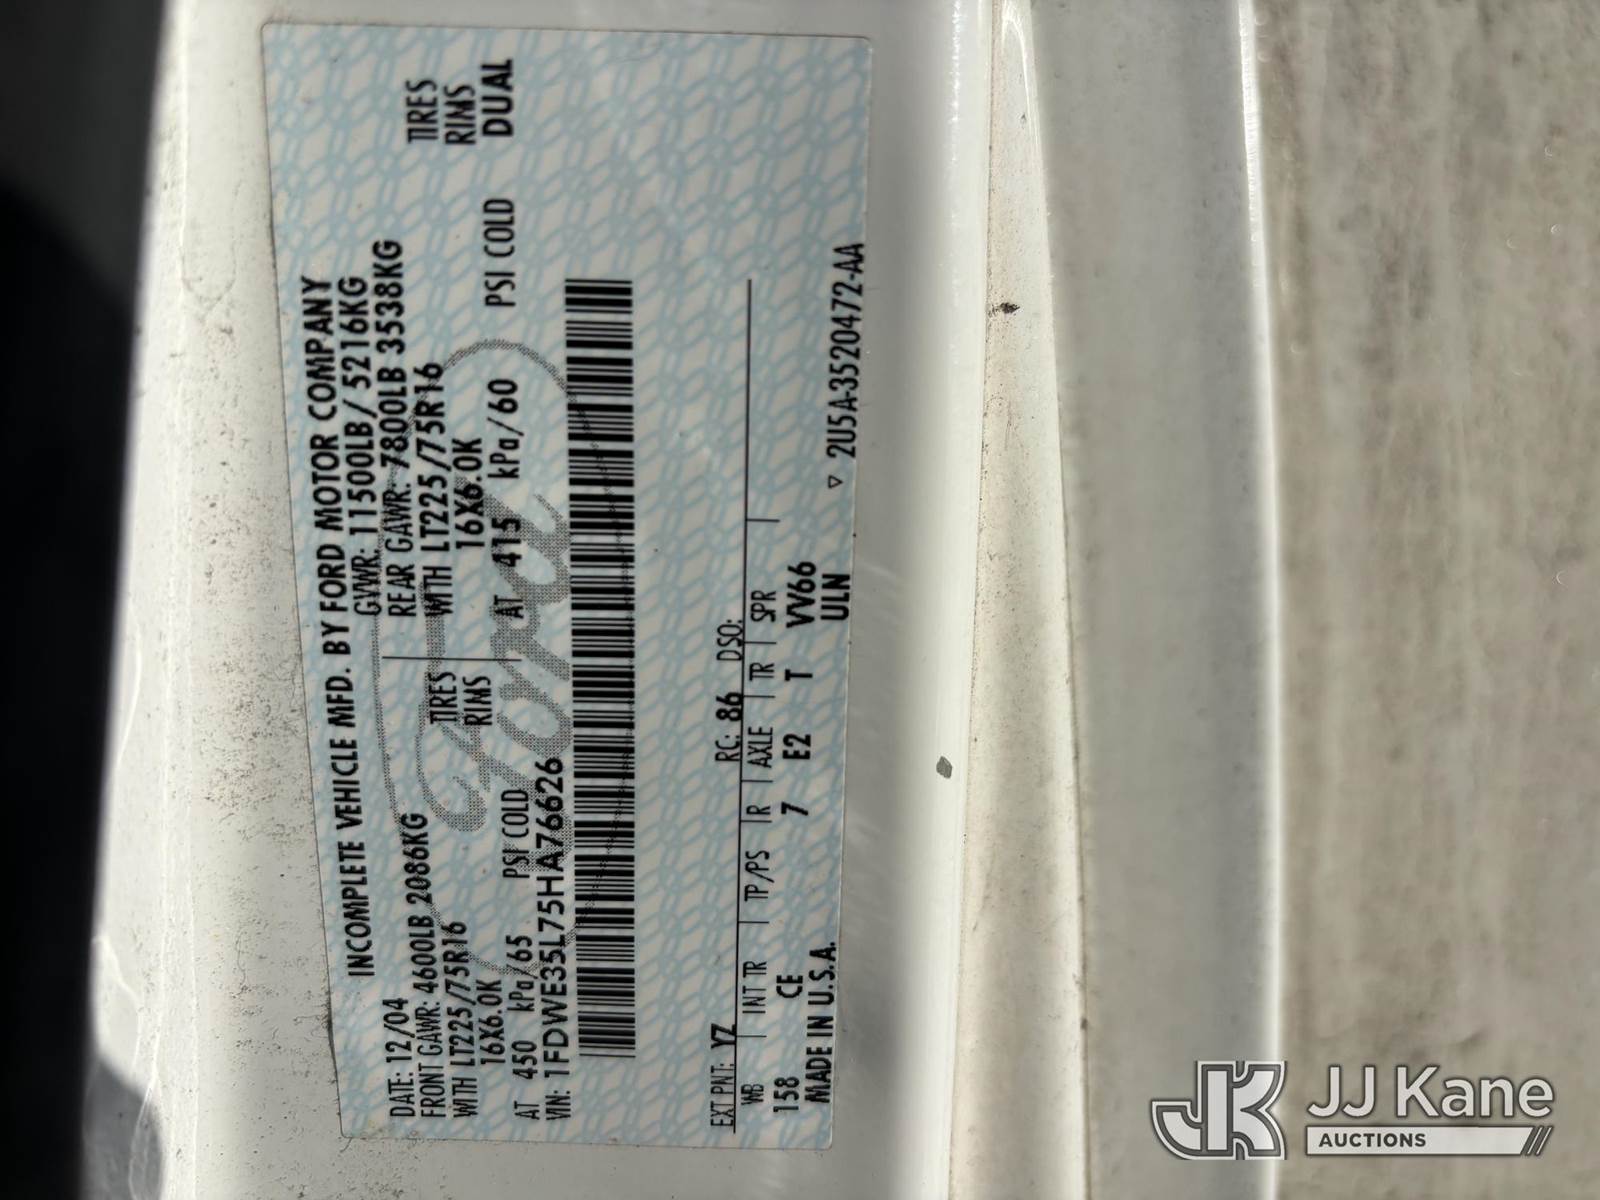 INCOMPLETE VEHICLE MFD. BY FORD MOTOR COMPANY
DATE: 12/04 GVWR: 11500LB/ 5216KG
FRONT GAWR: 4600LB 2086KG REAR GAWR: 7800LB 3538KG
WITH LT225/75R16 TIRES WITH LT225/75R16 TIRES
16X6.0K RIMS 16X6.0K RIMS
AT 450 kPa/65 PSI COLD AT 415 kPa/60 PSI COLD DUAL
VIN: 1FDWE35L75HA76626
Ford
EXT PNT: YZ RC: 86 DSO:
WB INT TR TP/PS R AXLE TR SPR
158 CE 7 E2 T VV66
MADE IN U.S.A. ULN
▽ 2U5A-3520472-AA
JK JJ Kane
AUCTIONS